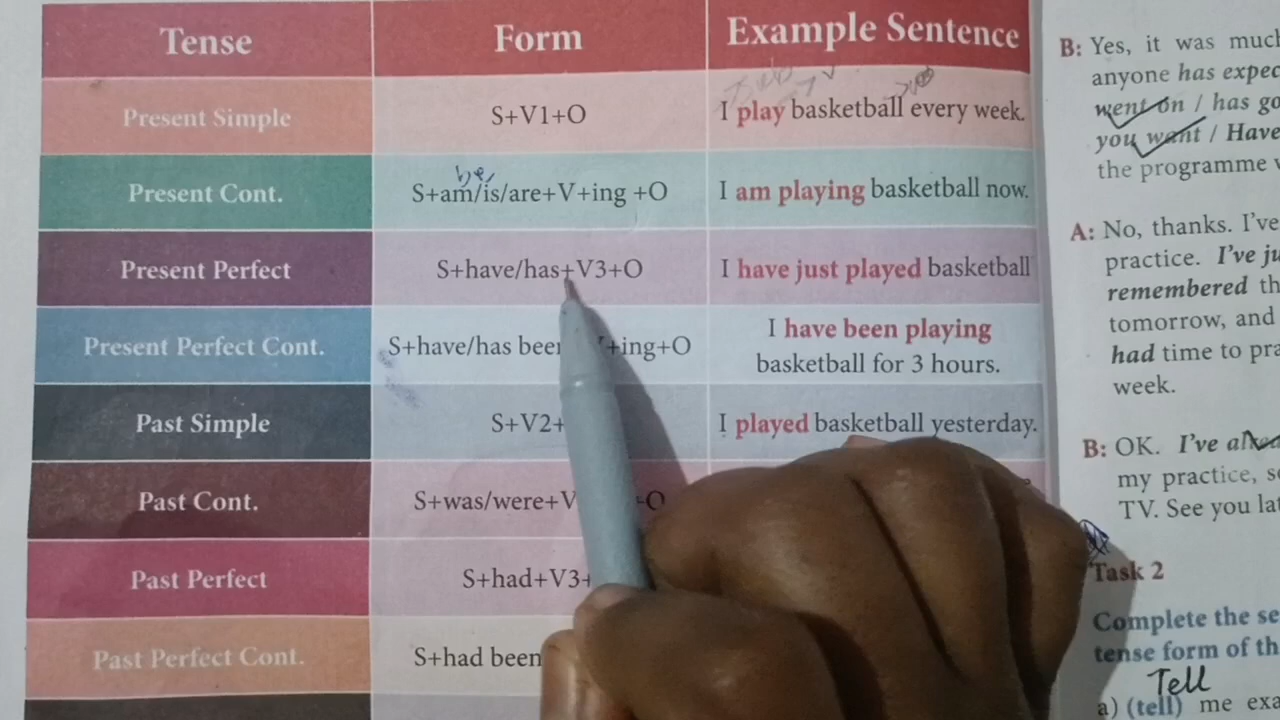 Tense Form Example Sentence
Present Simple S+V1+O I play basketball every week.
be,
Present Cont. S+am/is/are+V+ing +O I am playing basketball now.
Present Perfect S+have/has+V3+O I have just played basketball
Present Perfect Cont. S+have/has been +ing+O I have been playing
basketball for 3 hours.
Past Simple S+V2+ I played basketball yesterday.
Past Cont. S+was/were+V +O
Past Perfect S+had+V3+
Past Perfect Cont. S+had been
B: Yes, it was much
anyone has expec
went on / has go
you want / Have
the programme
A: No, thanks. I've
practice. I've ju
remembered th
tomorrow, and
had time to pra
week.
B: OK. I've alrea
my practice, so
TV. See you lat
Task 2
Complete the se
tense form of th
Tell
a) (tell) me exa